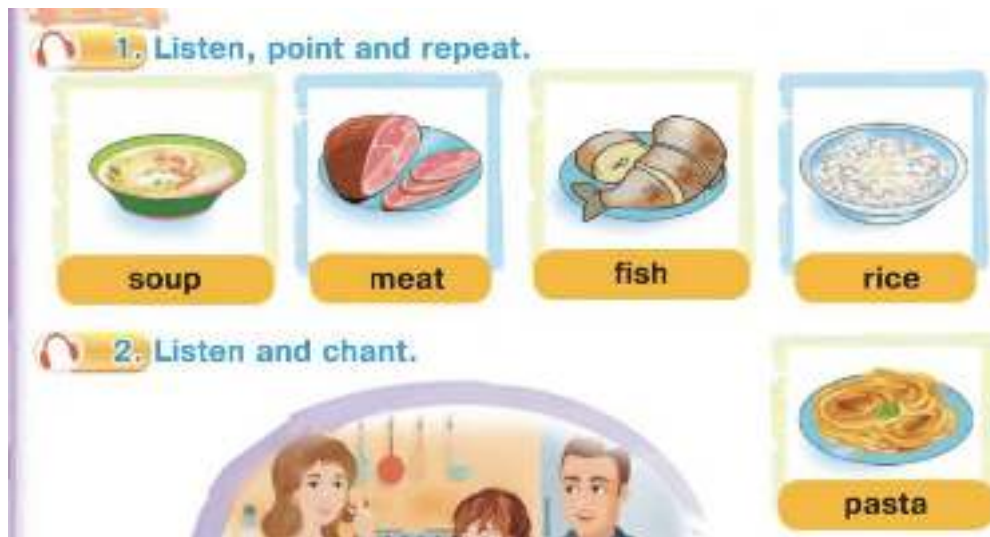 1. Listen, point and repeat.
soup
meat
fish
rice
2. Listen and chant.
pasta